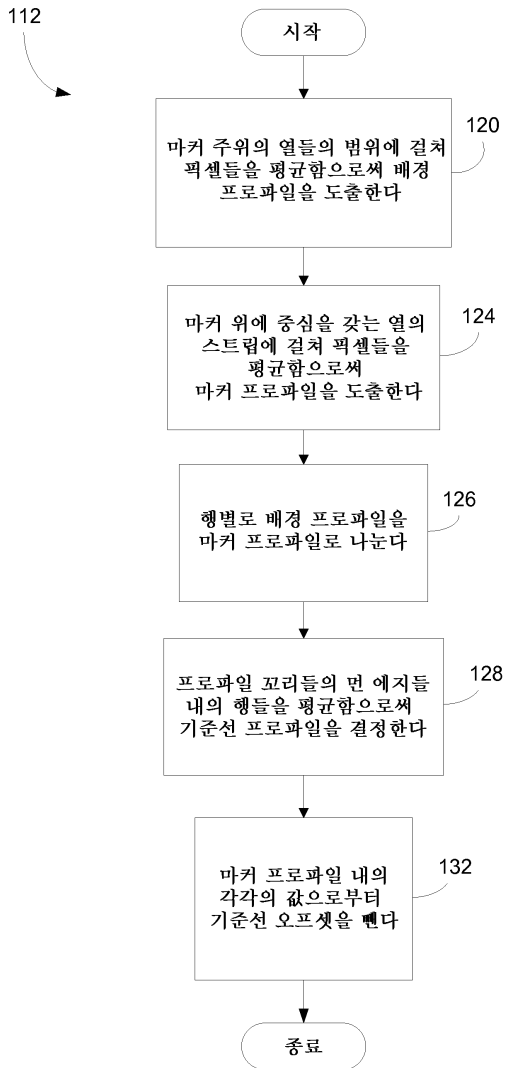 112
시작
마커 주위의 열들의 범위에 걸쳐
픽셀들을 평균함으로써 배경
프로파일을 도출한다
120
마커 위에 중심을 갖는 열의
스트립에 걸쳐 픽셀들을
평균함으로써
마커 프로파일을 도출한다
124
행별로 배경 프로파일을
마커 프로파일로 나눈다
126
프로파일 꼬리들의 먼 에지들
내의 행들을 평균함으로써
기준선 프로파일을 결정한다
128
마커 프로파일 내의
각각의 값으로부터
기준선 오프셋을 뺀다
132
종료